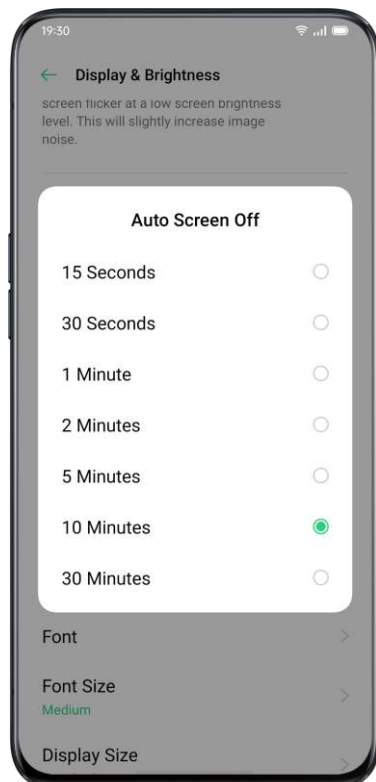 19:30
Display & Brightness
screen flicker at a low screen brightness
level. This will slightly increase image
noise.
Auto Screen Off
15 Seconds
30 Seconds
1 Minute
2 Minutes
5 Minutes
10 Minutes
30 Minutes
Font
Font Size
Medium
Display Size